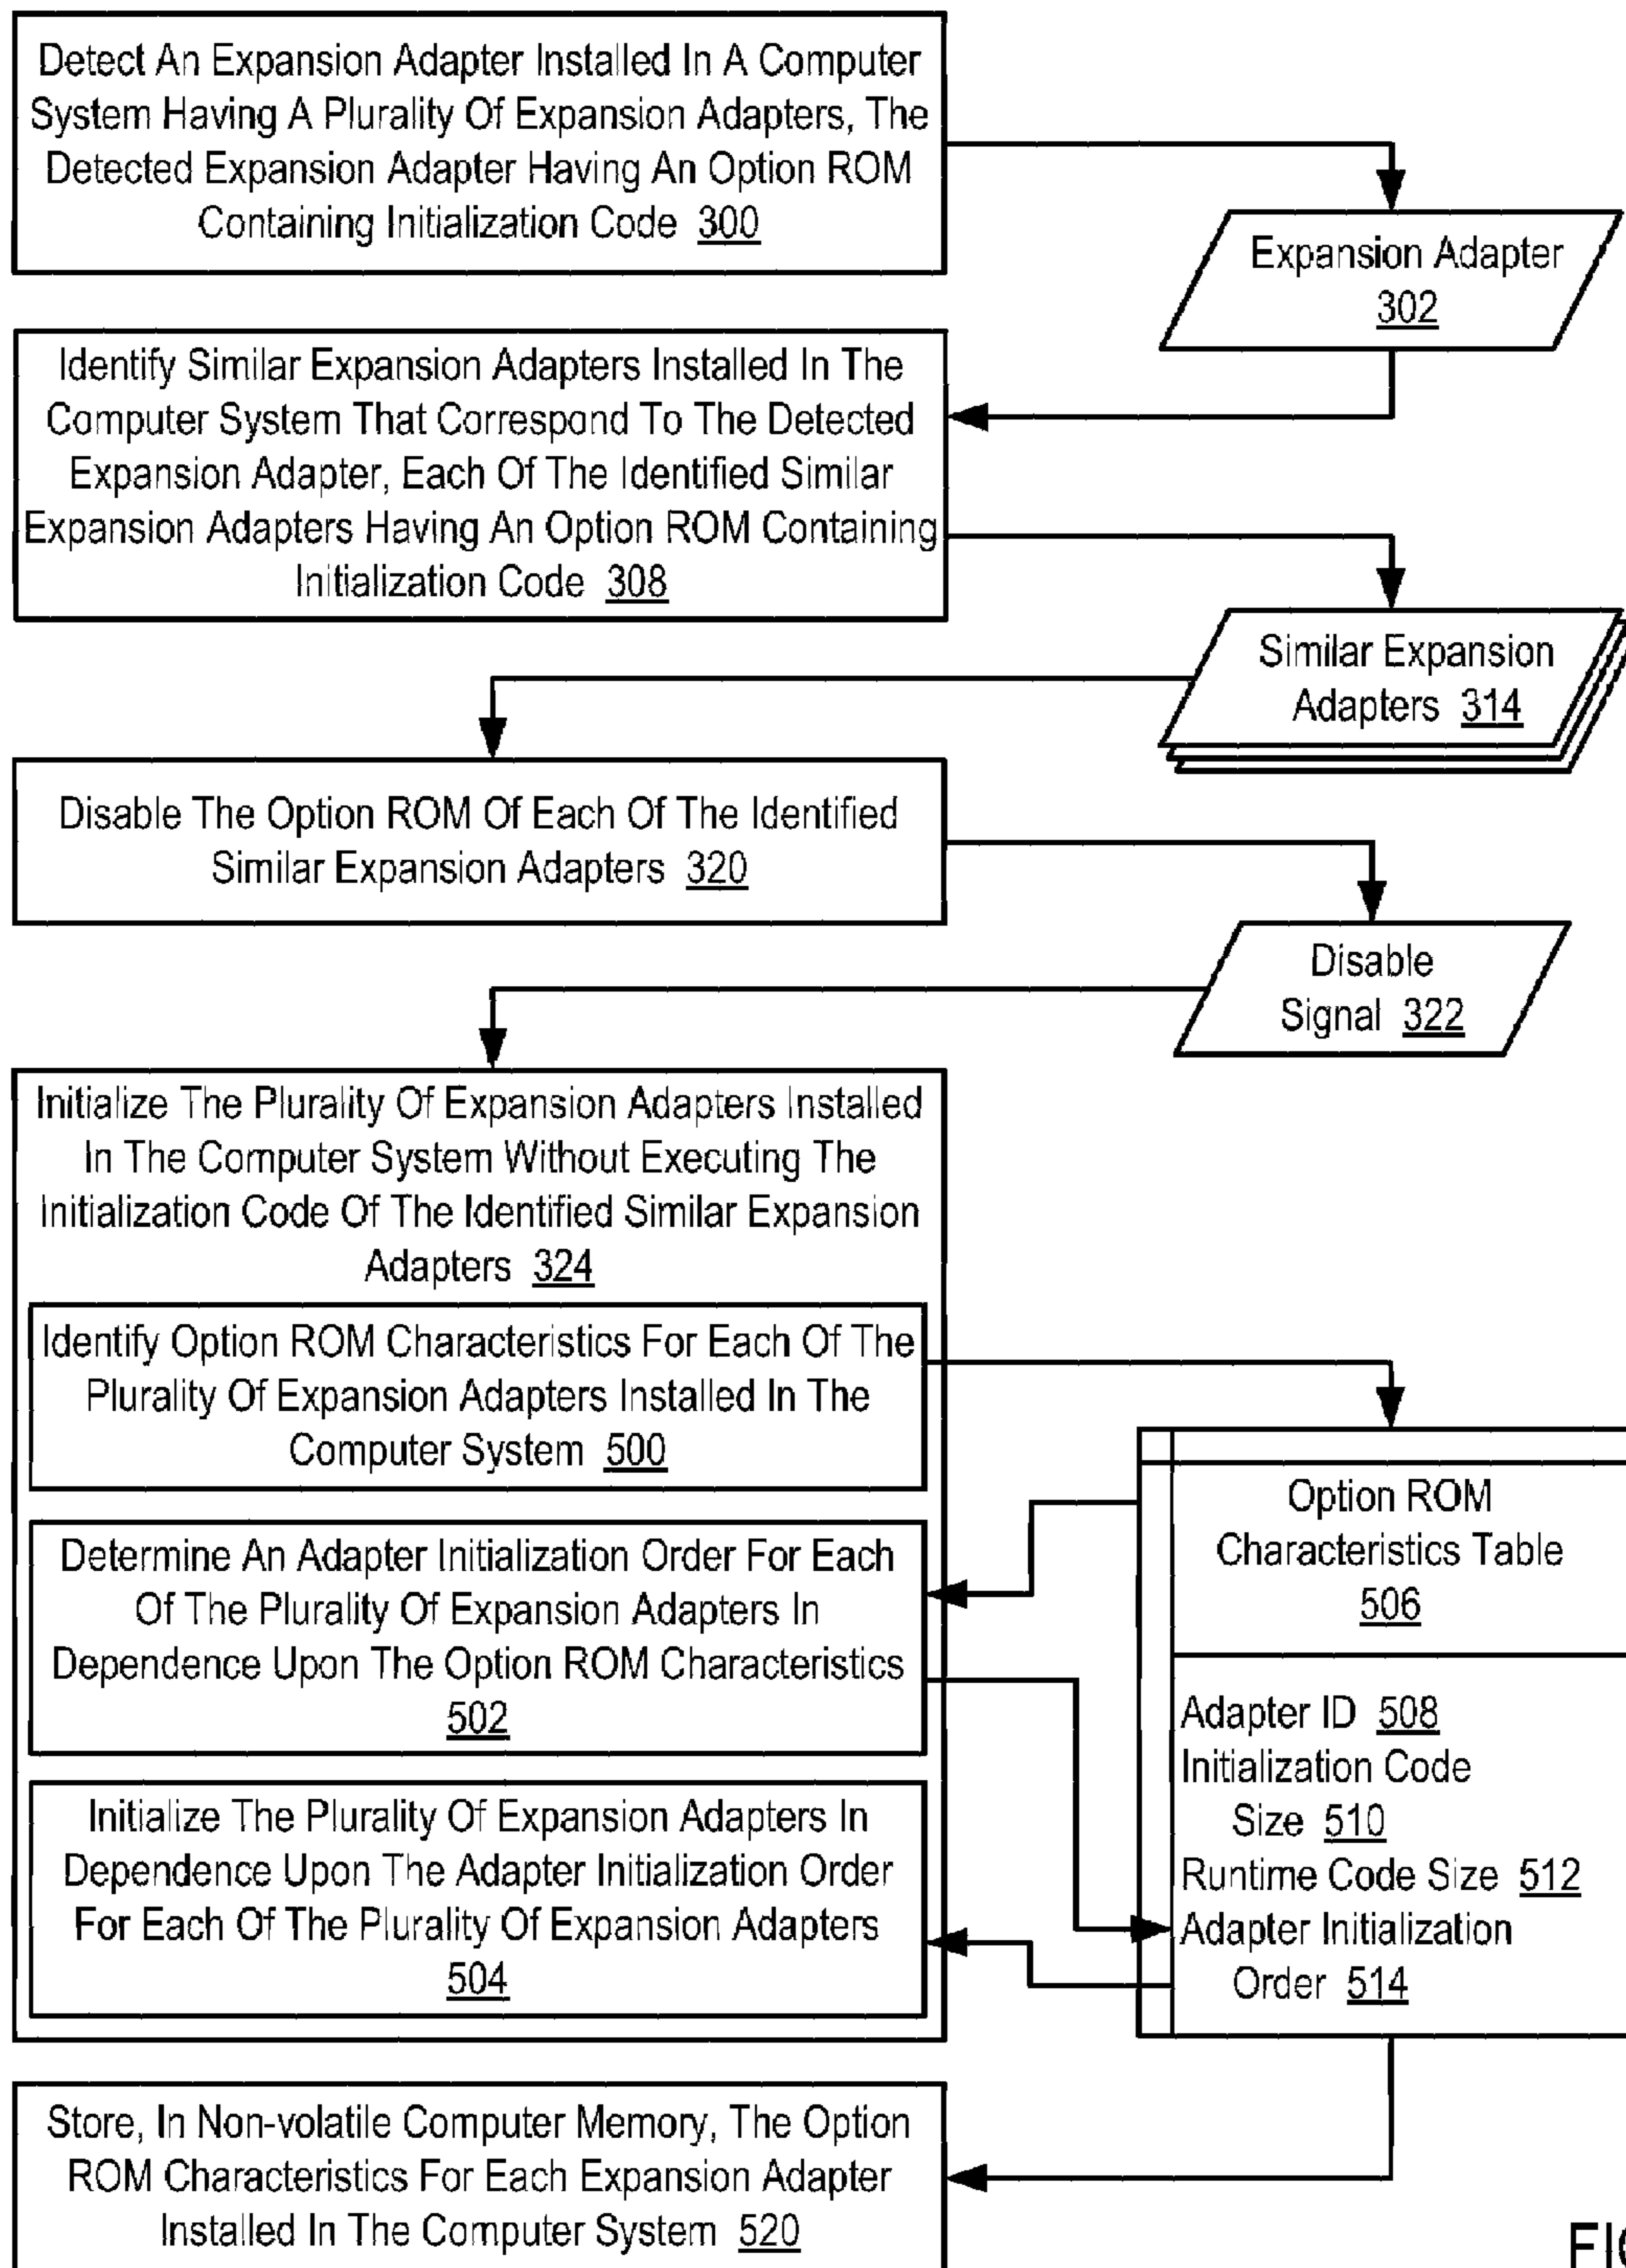 Detect An Expansion Adapter Installed In A Computer
System Having A Plurality Of Expansion Adapters, The
Detected Expansion Adapter Having An Option ROM
Containing Initialization Code 300
Expansion Adapter
302
Identify Similar Expansion Adapters Installed In The
Computer System That Correspond To The Detected
Expansion Adapter, Each Of The Identified Similar
Expansion Adapters Having An Option ROM Containing
Initialization Code 308
Similar Expansion
Adapters 314
Disable The Option ROM Of Each Of The Identified
Similar Expansion Adapters 320
Disable
Signal 322
Initialize The Plurality Of Expansion Adapters Installed
In The Computer System Without Executing The
Initialization Code Of The Identified Similar Expansion
Adapters 324
Identify Option ROM Characteristics For Each Of The
Plurality Of Expansion Adapters Installed In The
Computer System 500
Determine An Adapter Initialization Order For Each
Of The Plurality Of Expansion Adapters In
Dependence Upon The Option ROM Characteristics
502
Initialize The Plurality Of Expansion Adapters In
Dependence Upon The Adapter Initialization Order
For Each Of The Plurality Of Expansion Adapters
504
Option ROM
Characteristics Table
506
Adapter ID 508
Initialization Code
Size 510
Runtime Code Size 512
Adapter Initialization
Order 514
Store, In Non-volatile Computer Memory, The Option
ROM Characteristics For Each Expansion Adapter
Installed In The Computer System 520